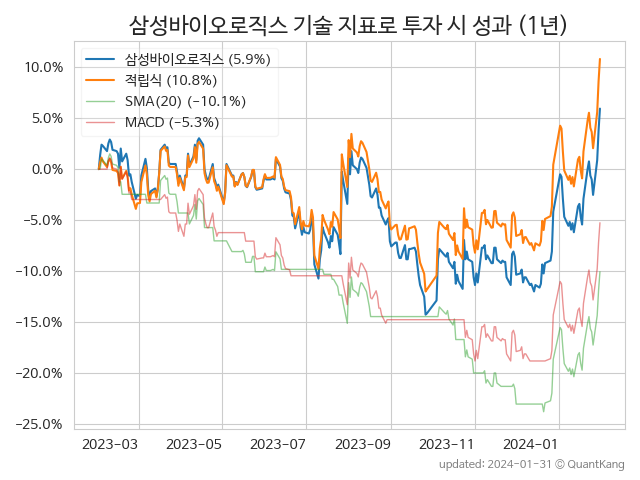 삼성바이오로직스 기술 지표로 투자 시 성과 (1년)
삼성바이오로직스 (5.9%)
적립식 (10.8%)
SMA(20) (−10.1%)
MACD (−5.3%)
10.0%
5.0%
0.0%
−5.0%
−10.0%
−15.0%
−20.0%
−25.0%
2023-03 2023-05 2023-07 2023-09 2023-11 2024-01
updated: 2024-01-31 © QuantKang